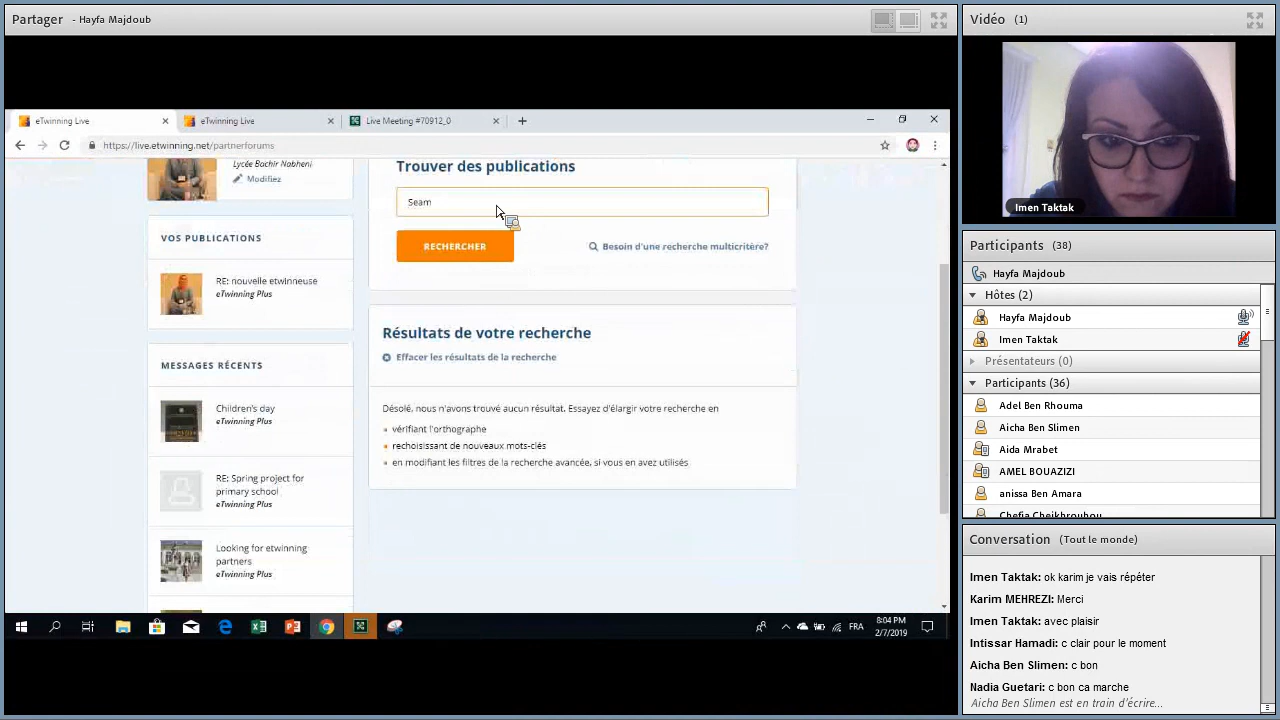 Partager - Hayfa Majdoub
eTwinning Live
eTwinning Live
Live Meeting #70912_0
https://live.etwinning.net/partnerforums
Lycée Bachir Nabheni
Modifiez
VOS PUBLICATIONS
RE: nouvelle etwinneuse
eTwinning Plus
MESSAGES RÉCENTS
Children's day
eTwinning Plus
RE: Spring project for
primary school
eTwinning Plus
Looking for etwinning
partners
eTwinning Plus
Trouver des publications
Seam
RECHERCHER
Besoin d'une recherche multicritère?
Résultats de votre recherche
Effacer les résultats de la recherche
Désolé, nous n'avons trouvé aucun résultat. Essayez d'élargir votre recherche en
vérifiant l'orthographe
rechoisissant de nouveaux mots-clés
en modifiant les filtres de la recherche avancée, si vous en avez utilisés
FRA
8:04 PM
2/7/2019
Vidéo (1)
Imen Taktak
Participants (38)
Hayfa Majdoub
Hôtes (2)
Hayfa Majdoub
Imen Taktak
Présentateurs (0)
Participants (36)
Adel Ben Rhouma
Aicha Ben Slimen
Aida Mrabet
AMEL BOUAZIZI
anissa Ben Amara
Chefia Cheikhrouhou
Conversation (Tout le monde)
Imen Taktak: ok karim je vais répéter
Karim MEHREZI: Merci
Imen Taktak: avec plaisir
Intissar Hamadi: c clair pour le moment
Aicha Ben Slimen: c bon
Nadia Guetari: c bon ca marche
Aicha Ben Slimen est en train d'écrire...